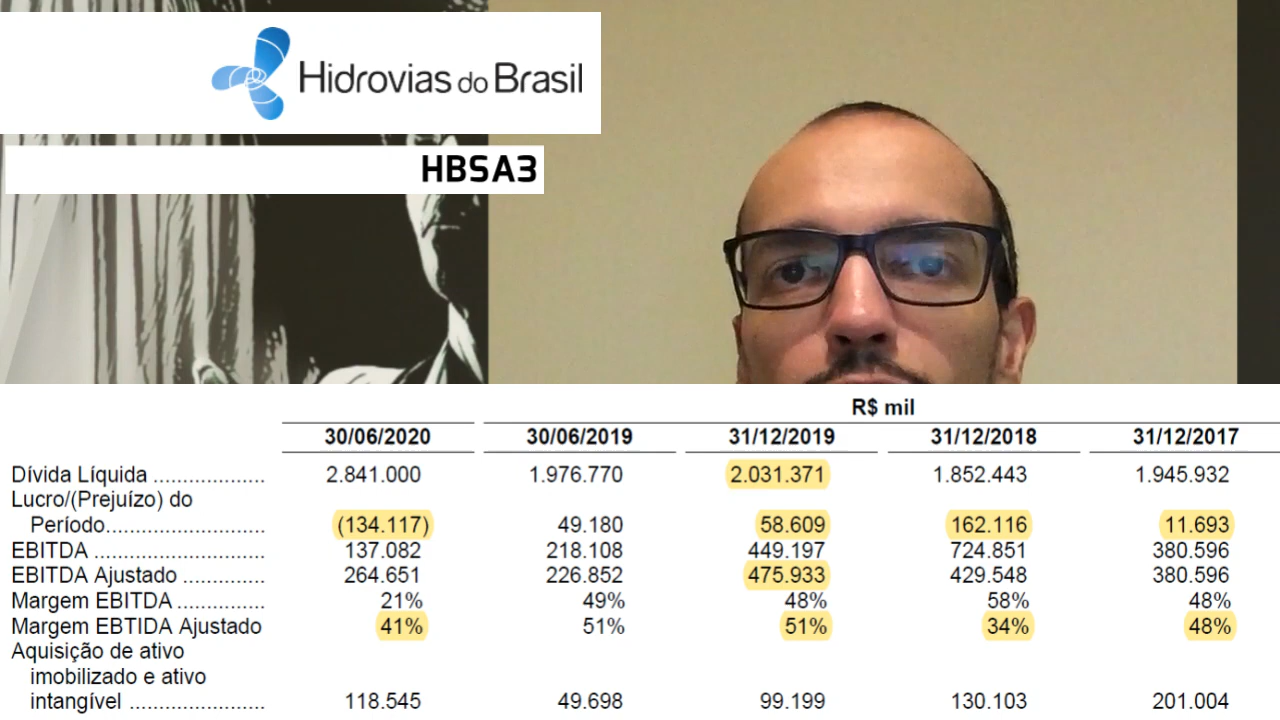 Hidrovias do Brasil
HBSA3
R$ mil
30/06/2020 30/06/2019 31/12/2019 31/12/2018 31/12/2017
Dívida Líquida .................... 2.841.000 1.976.770 2.031.371 1.852.443 1.945.932
Lucro/(Prejuízo) do
Período........................... (134.117) 49.180 58.609 162.116 11.693
EBITDA ............................. 137.082 218.108 449.197 724.851 380.596
EBITDA Ajustado .............. 264.651 226.852 475.933 429.548 380.596
Margem EBITDA ............... 21% 49% 48% 58% 48%
Margem EBTIDA Ajustado 41% 51% 51% 34% 48%
Aquisição de ativo
imobilizado e ativo
intangível ....................... 118.545 49.698 99.199 130.103 201.004